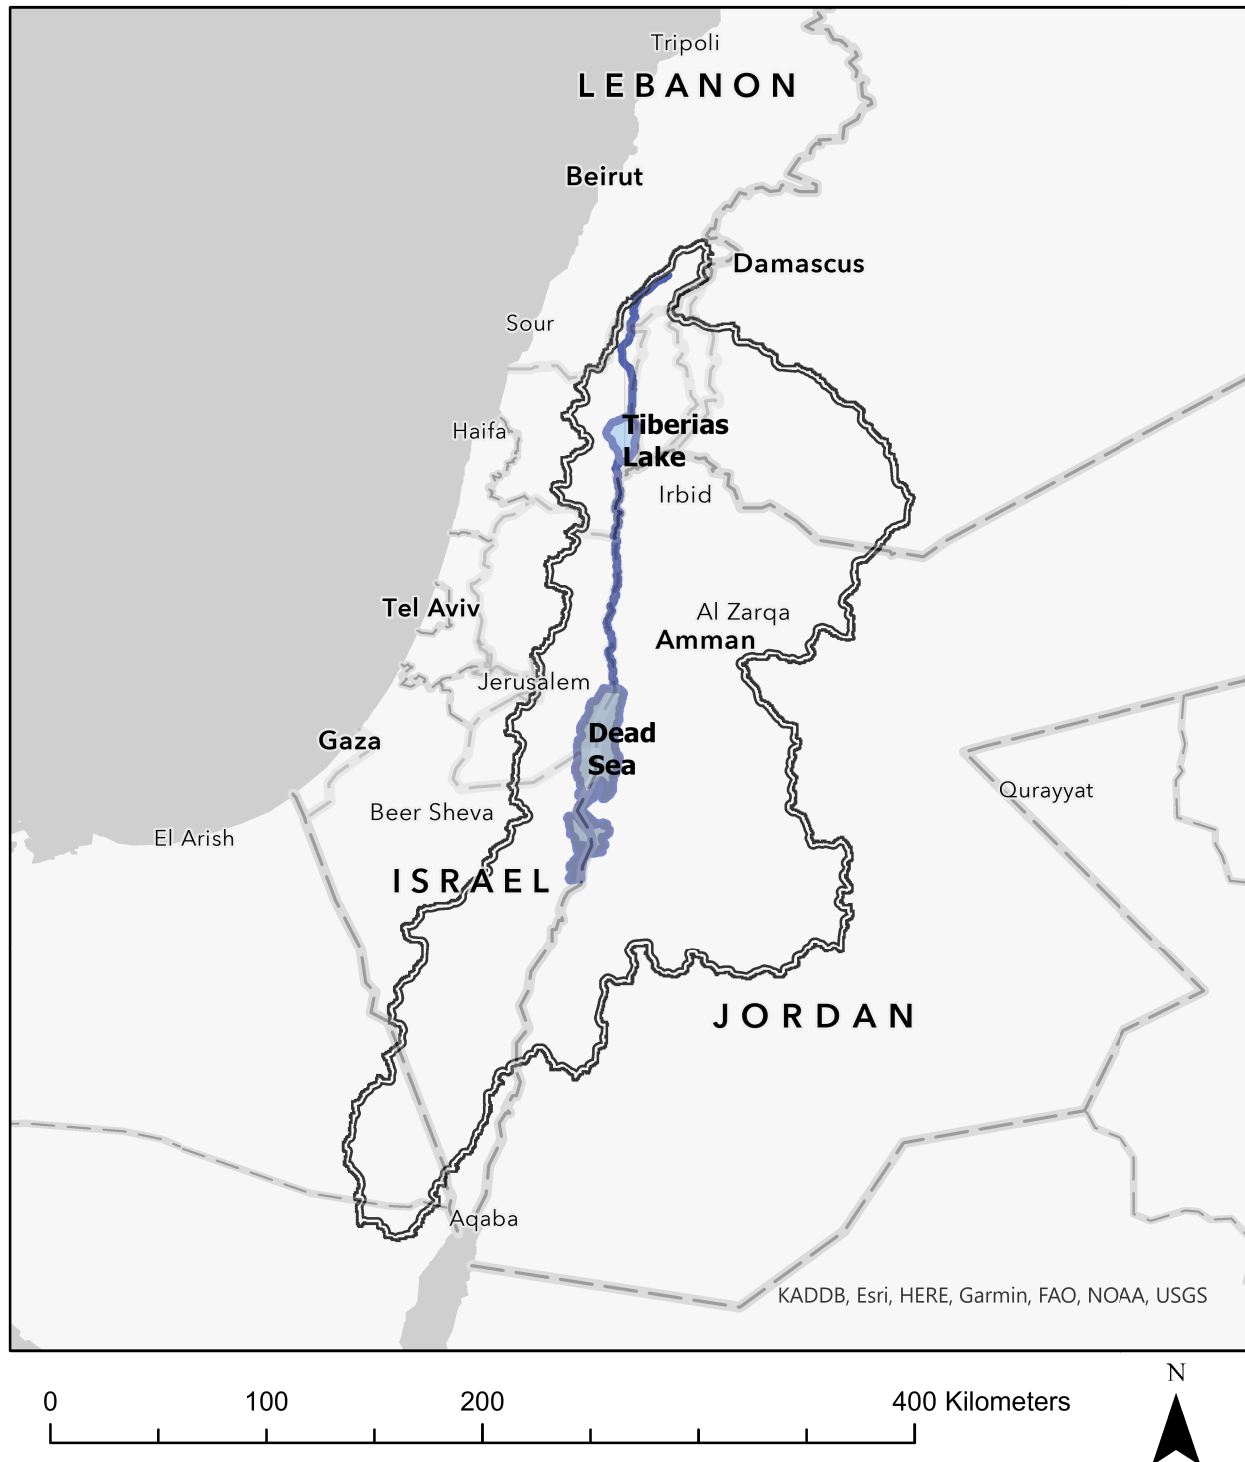 Tripoli
LEBANON
Beirut
Damascus
Sour
Tiberias
Lake
Haifa
Irbid
Tel Aviv
Al Zarqa
Amman
Jerusalem
Dead
Sea
Gaza
Qurayyat
Beer Sheva
El Arish
ISRAEL
JORDAN
Aqaba
KADDB, Esri, HERE, Garmin, FAO, NOAA, USGS
N
0 100 200 400 Kilometers